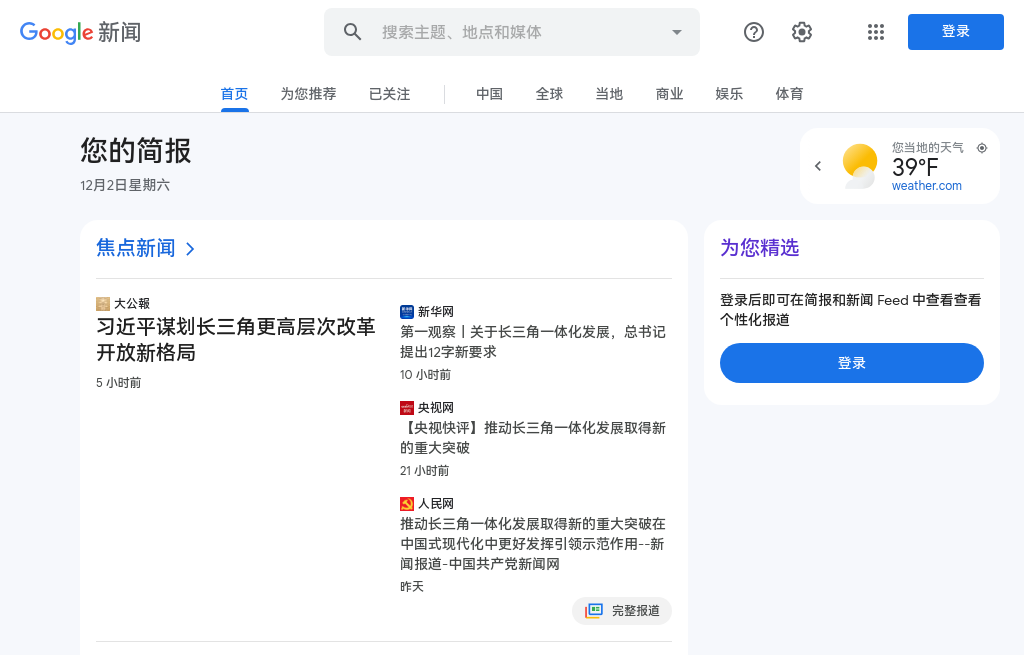 Google 新闻
搜索主题、地点和媒体
登录
首页
为您推荐
已关注
中国
全球
当地
商业
娱乐
体育
您的简报
12月2日星期六
您当地的天气
39°F
weather.com
焦点新闻
大公報
习近平谋划长三角更高层次改革
开放新格局
5 小时前
新华网
第一观察丨关于长三角一体化发展，总书记
提出12字新要求
10 小时前
央视网
【央视快评】推动长三角一体化发展取得新
的重大突破
21 小时前
人民网
推动长三角一体化发展取得新的重大突破在
中国式现代化中更好发挥引领示范作用--新
闻报道-中国共产党新闻网
昨天
完整报道
为您精选
登录后即可在简报和新闻 Feed 中查看查看
个性化报道
登录